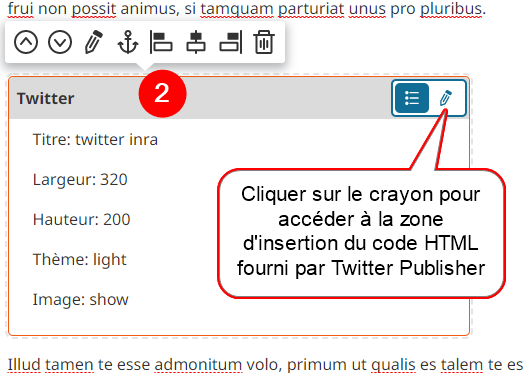 frui non possit animus, si tamquam parturiat unus pro pluribus.
2
Twitter
Titre: twitter inra
Largeur: 320
Hauteur: 200
Thème: light
Image: show
Cliquer sur le crayon pour
accéder à la zone
d'insertion du code HTML
fourni par Twitter Publisher
Illud tamen te esse admonitum volo, primum ut qualis es talem te es